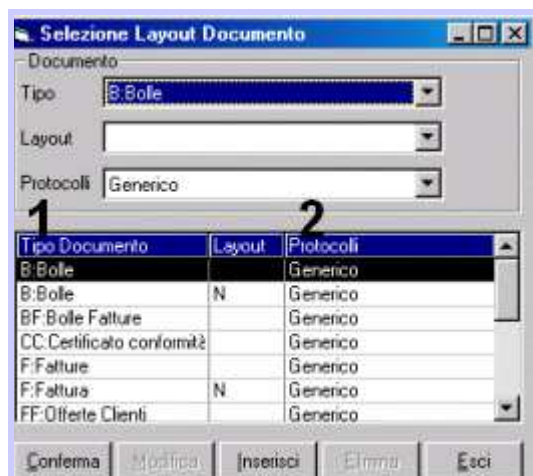 Selezione Layout Documento
Documento
Tipo B:Bolle
Layout
Protocolli Generico
1 2
Tipo Documento Layout Protocolli
B:Bolle Generico
B:Bolle N Generico
BF:Bolle Fatture Generico
CC:Certificato conformità Generico
F:Fatture Generico
F:Fattura N Generico
FF:Offerte Clienti Generico
Conferma Modifica Inserisci Elimina Esci